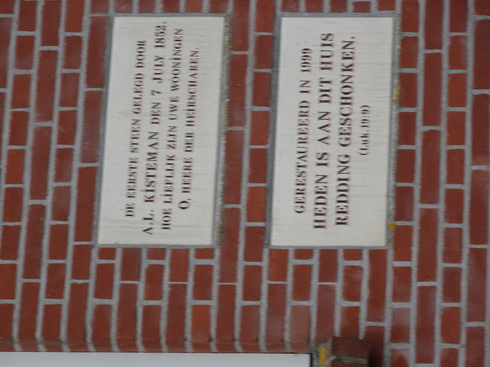 DE EERSTE STEEN GELEGD DOOR
A.L. KISTEMAN DEN 7 JULY 1852.
HOE LIEFLIJK ZIJN UWE WOONINGEN
O, HEERE DER HEIRSCHAREN.
GERESTAUREERD IN 1999
HEDEN IS AAN DIT HUIS
REDDING GESCHONKEN.
(Luk.19:9)